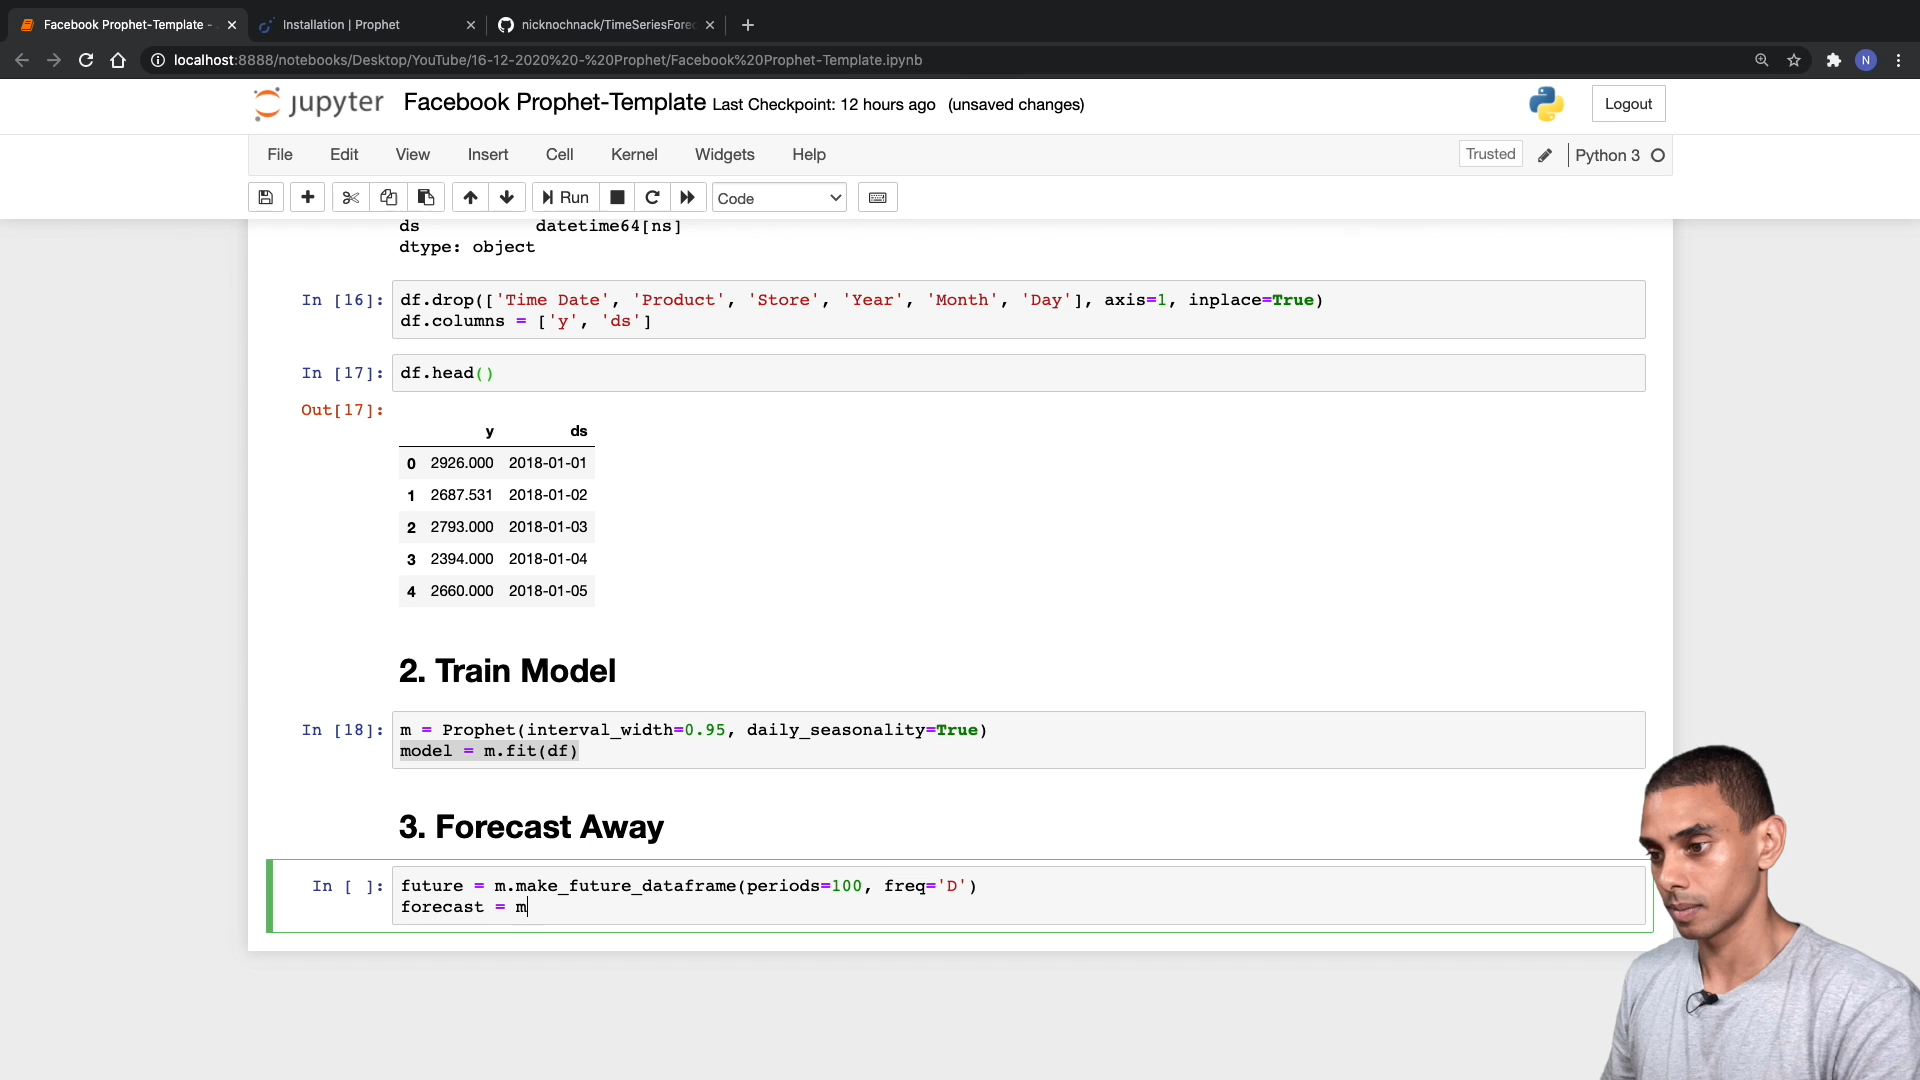 Facebook Prophet-Template -
Installation | Prophet
nicknochnack/TimeSeriesForec
localhost:8888/notebooks/Desktop/YouTube/16-12-2020%20-%20Prophet/Facebook%20Prophet-Template.ipynb
N
jupyter Facebook Prophet-Template Last Checkpoint: 12 hours ago (unsaved changes)
Logout
File Edit View Insert Cell Kernel Widgets Help
Trusted Python 3
Run Code
ds datetime64[ns]
dtype: object
In [16]: df.drop(['Time Date', 'Product', 'Store', 'Year', 'Month', 'Day'], axis=1, inplace=True)
df.columns = ['y', 'ds']
In [17]: df.head()
Out[17]:
y ds
0 2926.000 2018-01-01
1 2687.531 2018-01-02
2 2793.000 2018-01-03
3 2394.000 2018-01-04
4 2660.000 2018-01-05
2. Train Model
In [18]: m = Prophet(interval_width=0.95, daily_seasonality=True)
model = m.fit(df)
3. Forecast Away
In [ ]: future = m.make_future_dataframe(periods=100, freq='D')
forecast = m